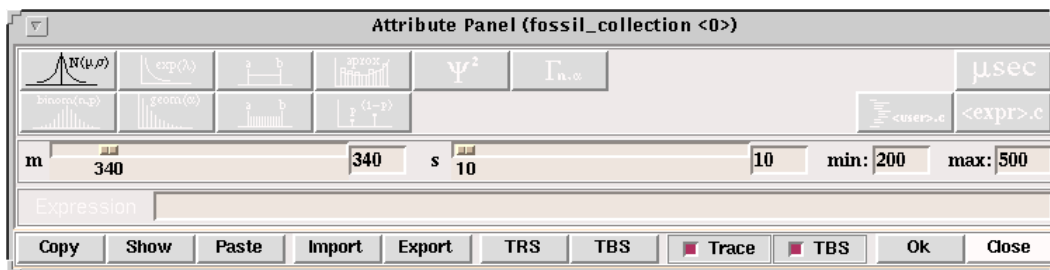 Attribute Panel (fossil_collection <0>)
N(μ,σ) exp(λ) a b aprox Ψ² Γn,α μsec
binom(n,p) geom(α) a b p (1-p) <user>.c <expr>.c
m 340 340 s 10 10 min: 200 max: 500
Expression
Copy Show Paste Import Export TRS TBS Trace TBS Ok Close